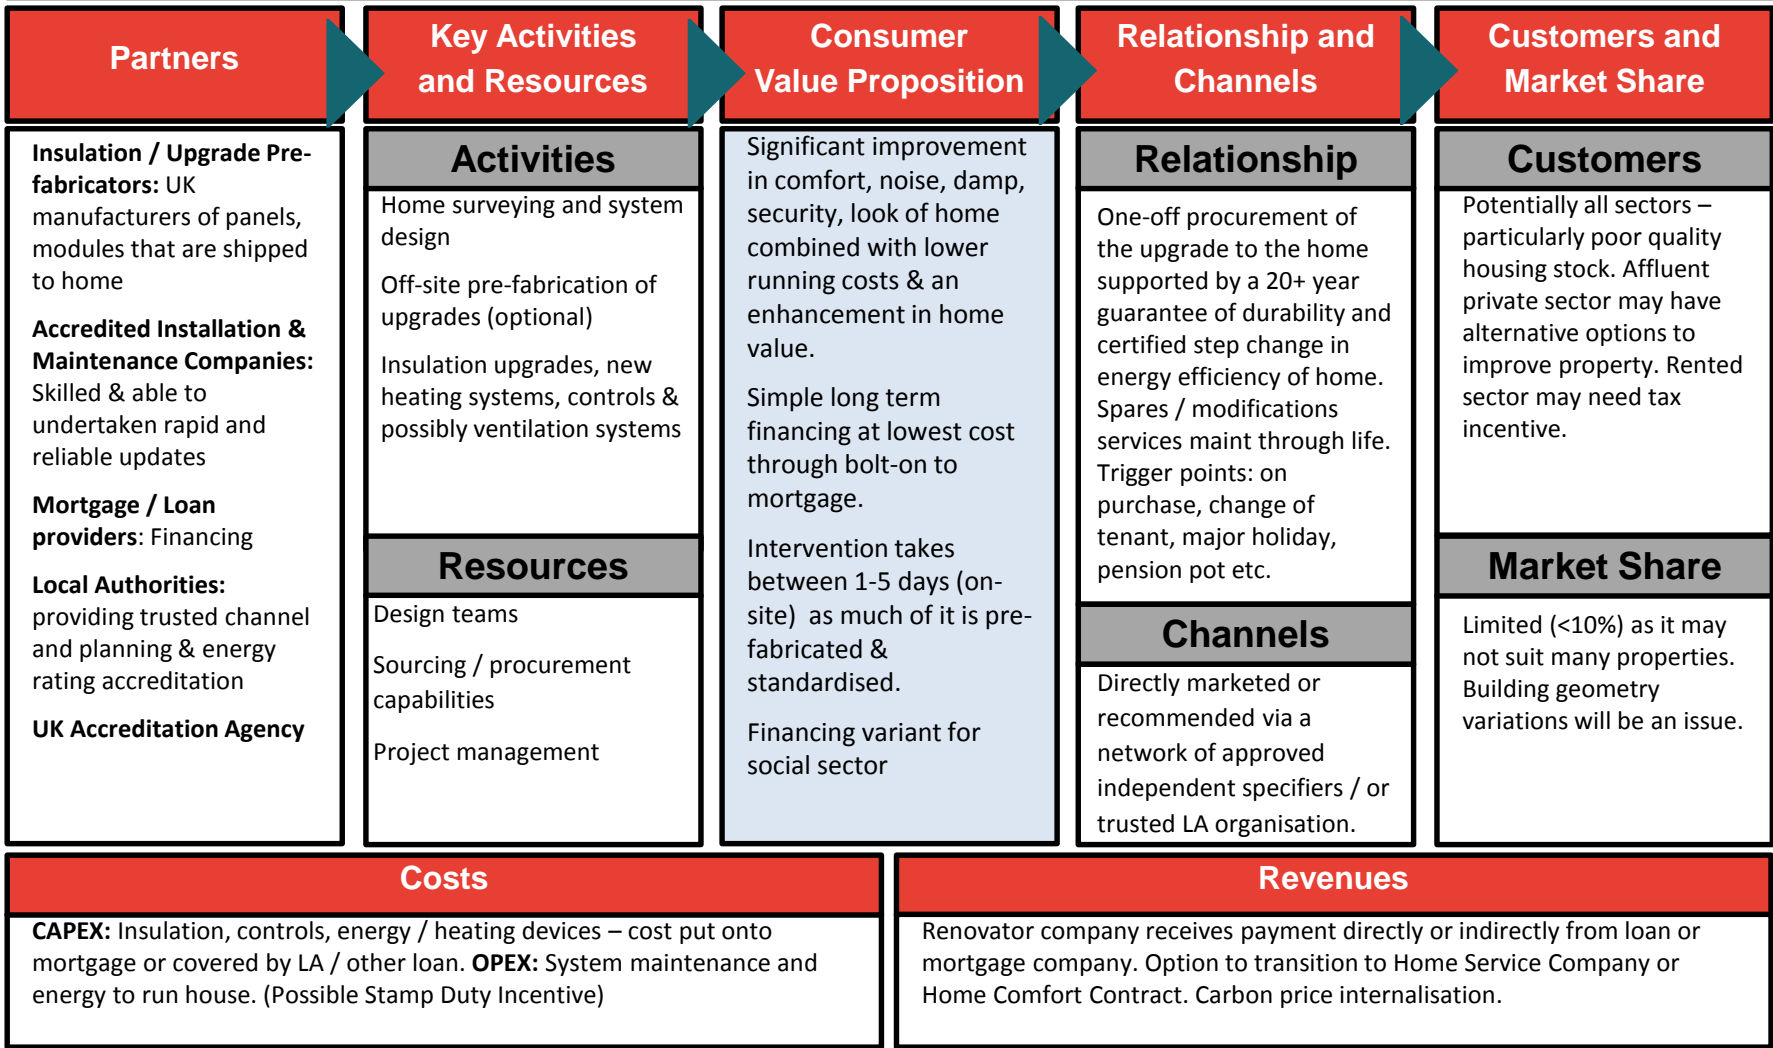 Partners
Key Activities
and Resources
Consumer
Value Proposition
Relationship and
Channels
Customers and
Market Share
Insulation / Upgrade Pre-
fabricators: UK
manufacturers of panels,
modules that are shipped
to home
Accredited Installation &
Maintenance Companies:
Skilled & able to
undertaken rapid and
reliable updates
Mortgage / Loan
providers: Financing
Local Authorities:
providing trusted channel
and planning & energy
rating accreditation
UK Accreditation Agency
Activities
Home surveying and system
design
Off-site pre-fabrication of
upgrades (optional)
Insulation upgrades, new
heating systems, controls &
possibly ventilation systems
Resources
Design teams
Sourcing / procurement
capabilities
Project management
Significant improvement
in comfort, noise, damp,
security, look of home
combined with lower
running costs & an
enhancement in home
value.
Simple long term
financing at lowest cost
through bolt-on to
mortgage.
Intervention takes
between 1-5 days (on-
site) as much of it is pre-
fabricated &
standardised.
Financing variant for
social sector
Relationship
One-off procurement of
the upgrade to the home
supported by a 20+ year
guarantee of durability and
certified step change in
energy efficiency of home.
Spares / modifications
services maint through life.
Trigger points: on
purchase, change of
tenant, major holiday,
pension pot etc.
Channels
Directly marketed or
recommended via a
network of approved
independent specifiers / or
trusted LA organisation.
Customers
Potentially all sectors –
particularly poor quality
housing stock. Affluent
private sector may have
alternative options to
improve property. Rented
sector may need tax
incentive.
Market Share
Limited (<10%) as it may
not suit many properties.
Building geometry
variations will be an issue.
Costs
CAPEX: Insulation, controls, energy / heating devices – cost put onto
mortgage or covered by LA / other loan. OPEX: System maintenance and
energy to run house. (Possible Stamp Duty Incentive)
Revenues
Renovator company receives payment directly or indirectly from loan or
mortgage company. Option to transition to Home Service Company or
Home Comfort Contract. Carbon price internalisation.